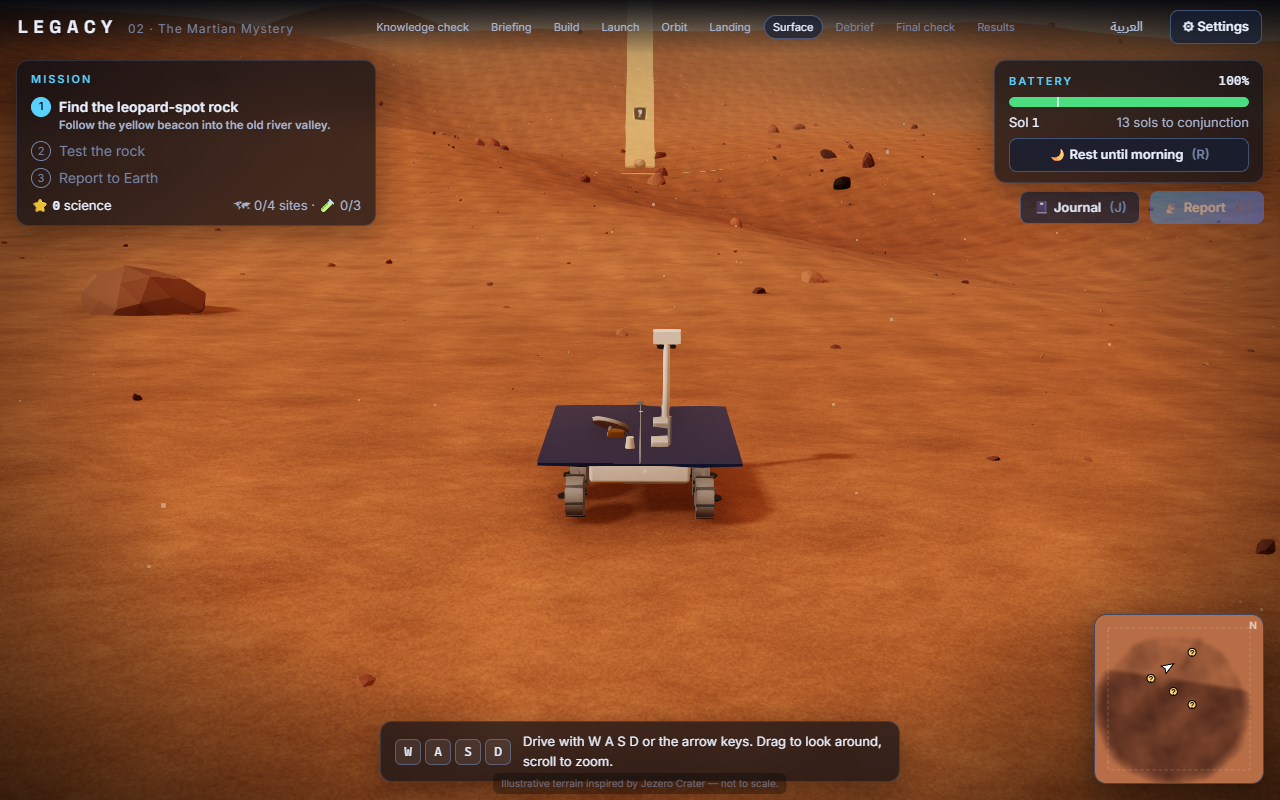 LEGACY 02 · The Martian Mystery
Knowledge check Briefing Build Launch Orbit Landing Surface Debrief Final check Results
العربية
⚙ Settings
MISSION
1 Find the leopard-spot rock
Follow the yellow beacon into the old river valley.
2 Test the rock
3 Report to Earth
⭐ 0 science 🗺 0/4 sites · 🧪 0/3
BATTERY 100%
Sol 1 13 sols to conjunction
🌙 Rest until morning (R)
Journal (J) Report
?
N
?
?
?
?
W A S D
Drive with W A S D or the arrow keys. Drag to look around,
scroll to zoom.
Illustrative terrain inspired by Jezero Crater — not to scale.